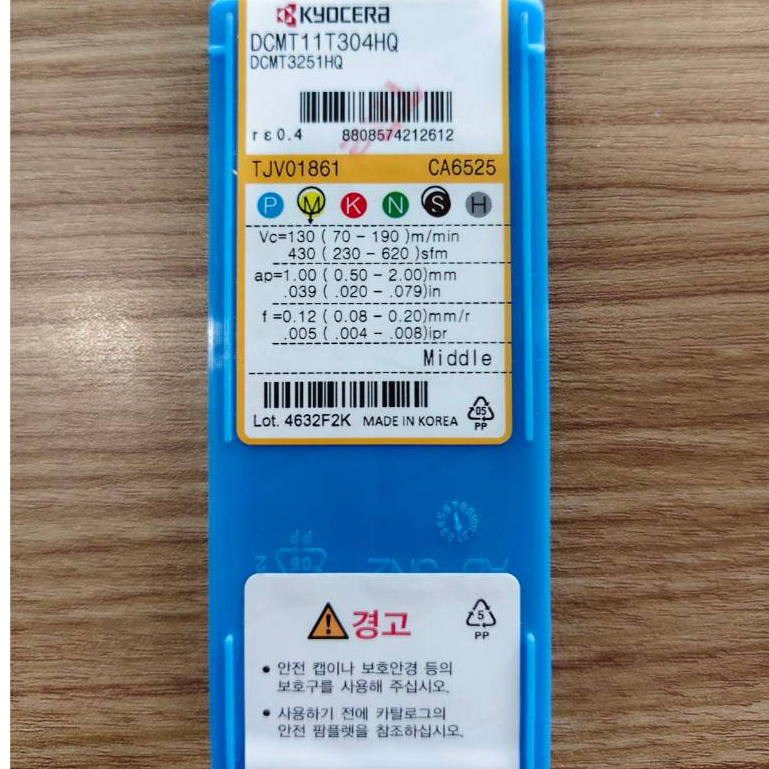 KYOCERA
DCMT11T304HQ
DCMT3251HQ
rε0.4 8808574212612
TJV01861 CA6525
P M K N S H
Vc=130 ( 70 - 190 )m/min
430 ( 230 - 620 )sfm
ap=1.00 ( 0.50 - 2.00)mm
.039 ( .020 - .079)in
f =0.12 ( 0.08 - 0.20)mm/r
.005 ( .004 - .008)ipr
Middle
Lot. 4632F2K MADE IN KOREA
05
PP
경고
5
PP
• 안전 캡이나 보호안경 등의
보호구를 사용해 주십시오.
• 사용하기 전에 카탈로그의
안전 팜플렛을 참조하십시오.